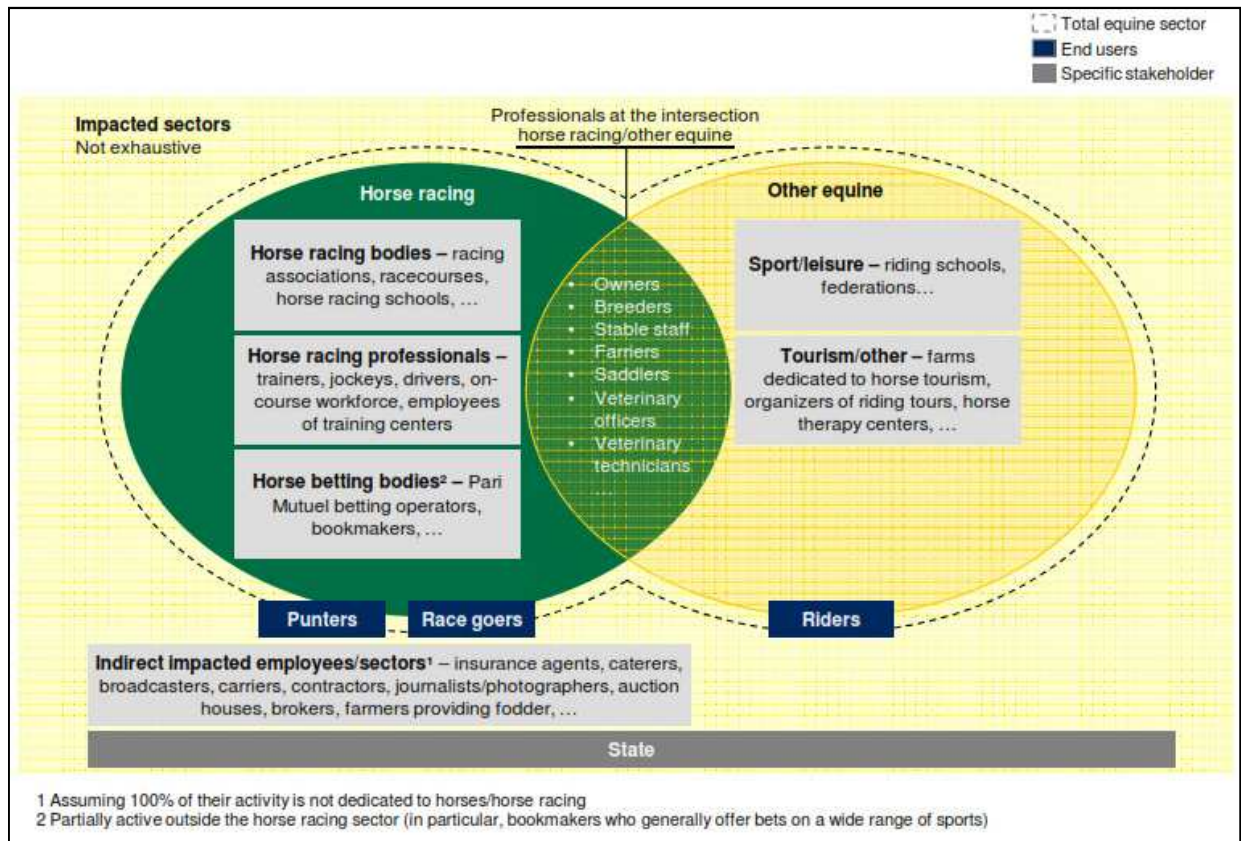 Total equine sector
End users
Specific stakeholder
Impacted sectors
Not exhaustive
Professionals at the intersection
horse racing/other equine
Horse racing
Horse racing bodies – racing
associations, racecourses,
horse racing schools, …
Horse racing professionals –
trainers, jockeys, drivers, on-
course workforce, employees
of training centers
Horse betting bodies² – Pari
Mutuel betting operators,
bookmakers, …
• Owners
• Breeders
• Stable staff
• Farriers
• Saddlers
• Veterinary
officers
• Veterinary
technicians
…
Other equine
Sport/leisure – riding schools,
federations…
Tourism/other – farms
dedicated to horse tourism,
organizers of riding tours, horse
therapy centers, …
Punters
Race goers
Riders
Indirect impacted employees/sectors¹ – insurance agents, caterers,
broadcasters, carriers, contractors, journalists/photographers, auction
houses, brokers, farmers providing fodder, …
State
1 Assuming 100% of their activity is not dedicated to horses/horse racing
2 Partially active outside the horse racing sector (in particular, bookmakers who generally offer bets on a wide range of sports)